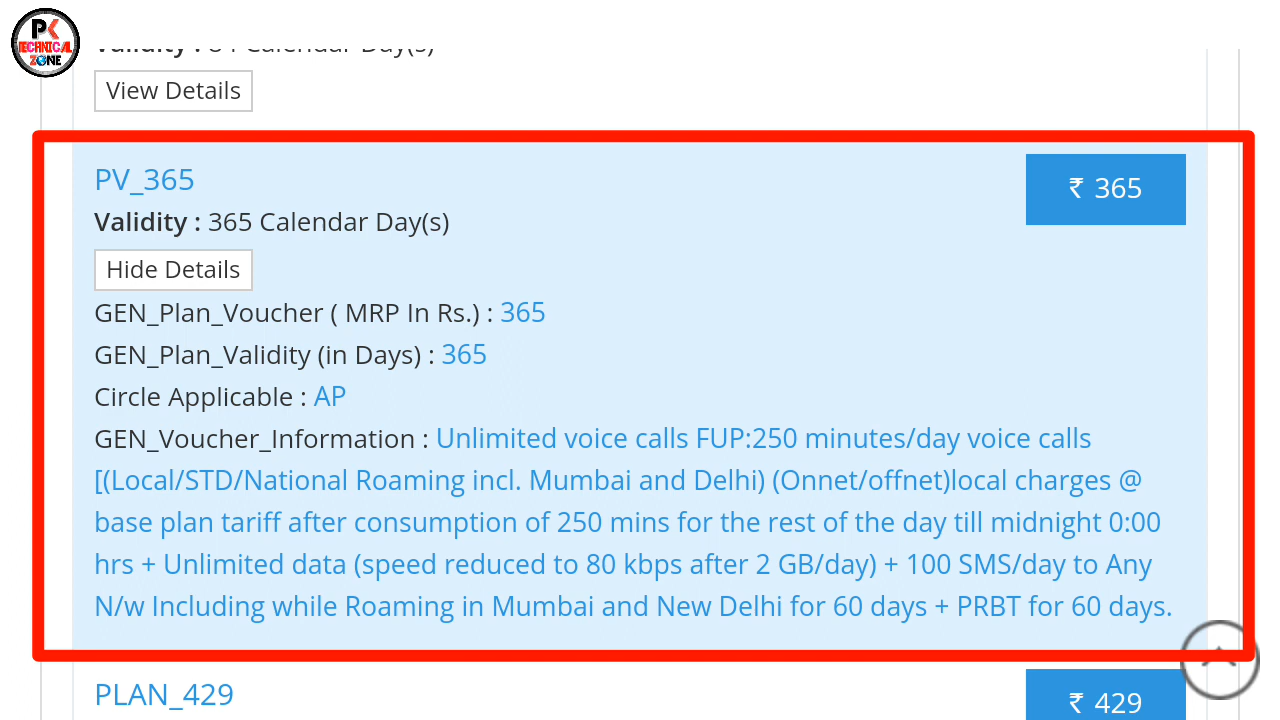 PK
TECHNICAL
ZONE
Validity : 84 Calendar Day(s)
View Details
PV_365
₹ 365
Validity : 365 Calendar Day(s)
Hide Details
GEN_Plan_Voucher ( MRP In Rs.) : 365
GEN_Plan_Validity (in Days) : 365
Circle Applicable : AP
GEN_Voucher_Information : Unlimited voice calls FUP:250 minutes/day voice calls
[(Local/STD/National Roaming incl. Mumbai and Delhi) (Onnet/offnet)local charges @
base plan tariff after consumption of 250 mins for the rest of the day till midnight 0:00
hrs + Unlimited data (speed reduced to 80 kbps after 2 GB/day) + 100 SMS/day to Any
N/w Including while Roaming in Mumbai and New Delhi for 60 days + PRBT for 60 days.
PLAN_429
₹ 429